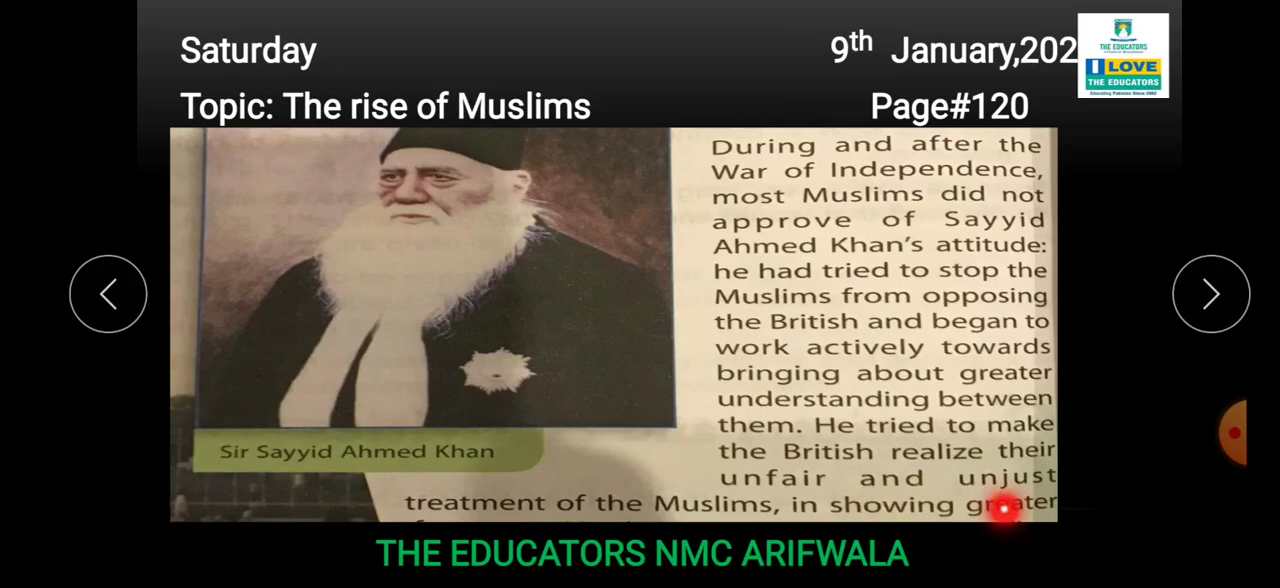 Saturday
9th January,202
THE EDUCATORS
I LOVE
THE EDUCATORS
Topic: The rise of Muslims
Page#120
During and after the
War of Independence,
most Muslims did not
approve of Sayyid
Ahmed Khan's attitude:
he had tried to stop the
Muslims from opposing
the British and began to
work actively towards
bringing about greater
understanding between
them. He tried to make
the British realize their
unfair and unjust
treatment of the Muslims, in showing greater
Sir Sayyid Ahmed Khan
THE EDUCATORS NMC ARIFWALA